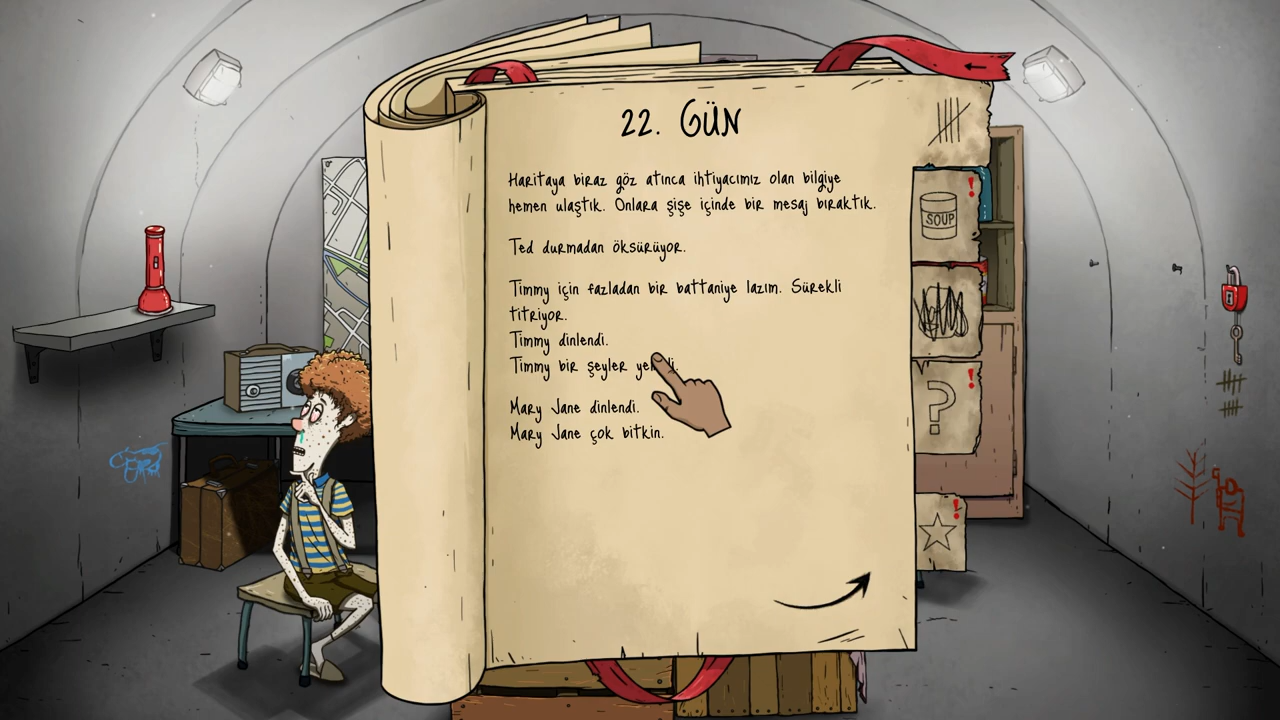 22. GÜN
Haritaya biraz göz atınca ihtiyacımız olan bilgiye
hemen ulaştık. Onlara şişe içinde bir mesaj bıraktık.
Ted durmadan öksürüyor.
Timmy için fazladan bir battaniye lazım. Sürekli
titriyor.
Timmy dinlendi.
Timmy bir şeyler
Mary Jane dinlendi.
Mary Jane çok bitkin.
SOUP